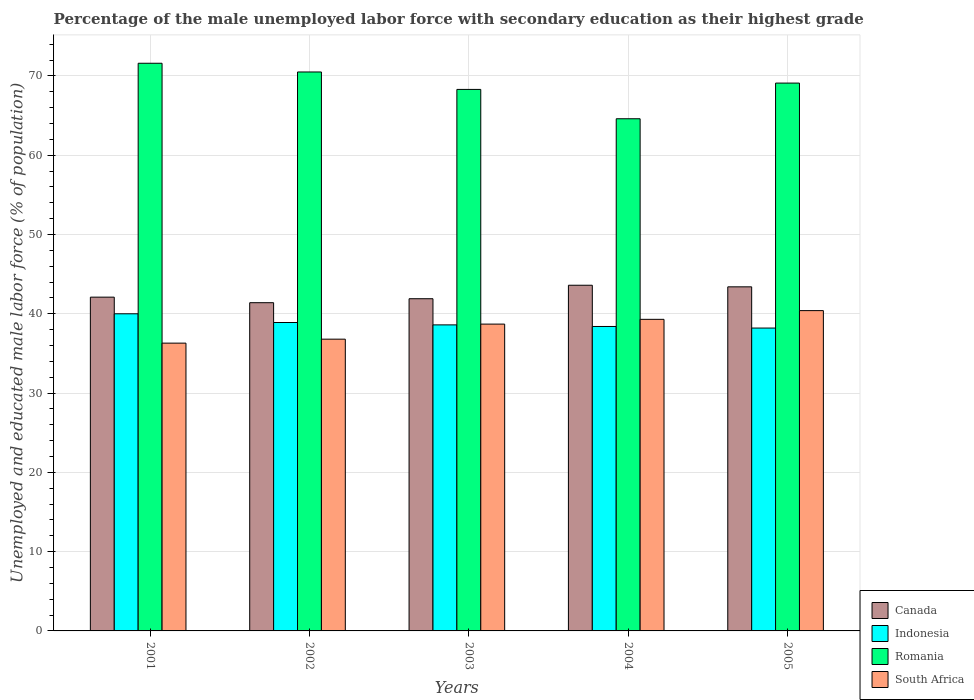 Percentage of the male unemployed labor force with secondary education as their highest grade
Unemployed and educated male labor force (% of population)
70
60
50
40
30
20
10
0
2001
2002
2003
2004
2005
Years
Canada
Indonesia
Romania
South Africa